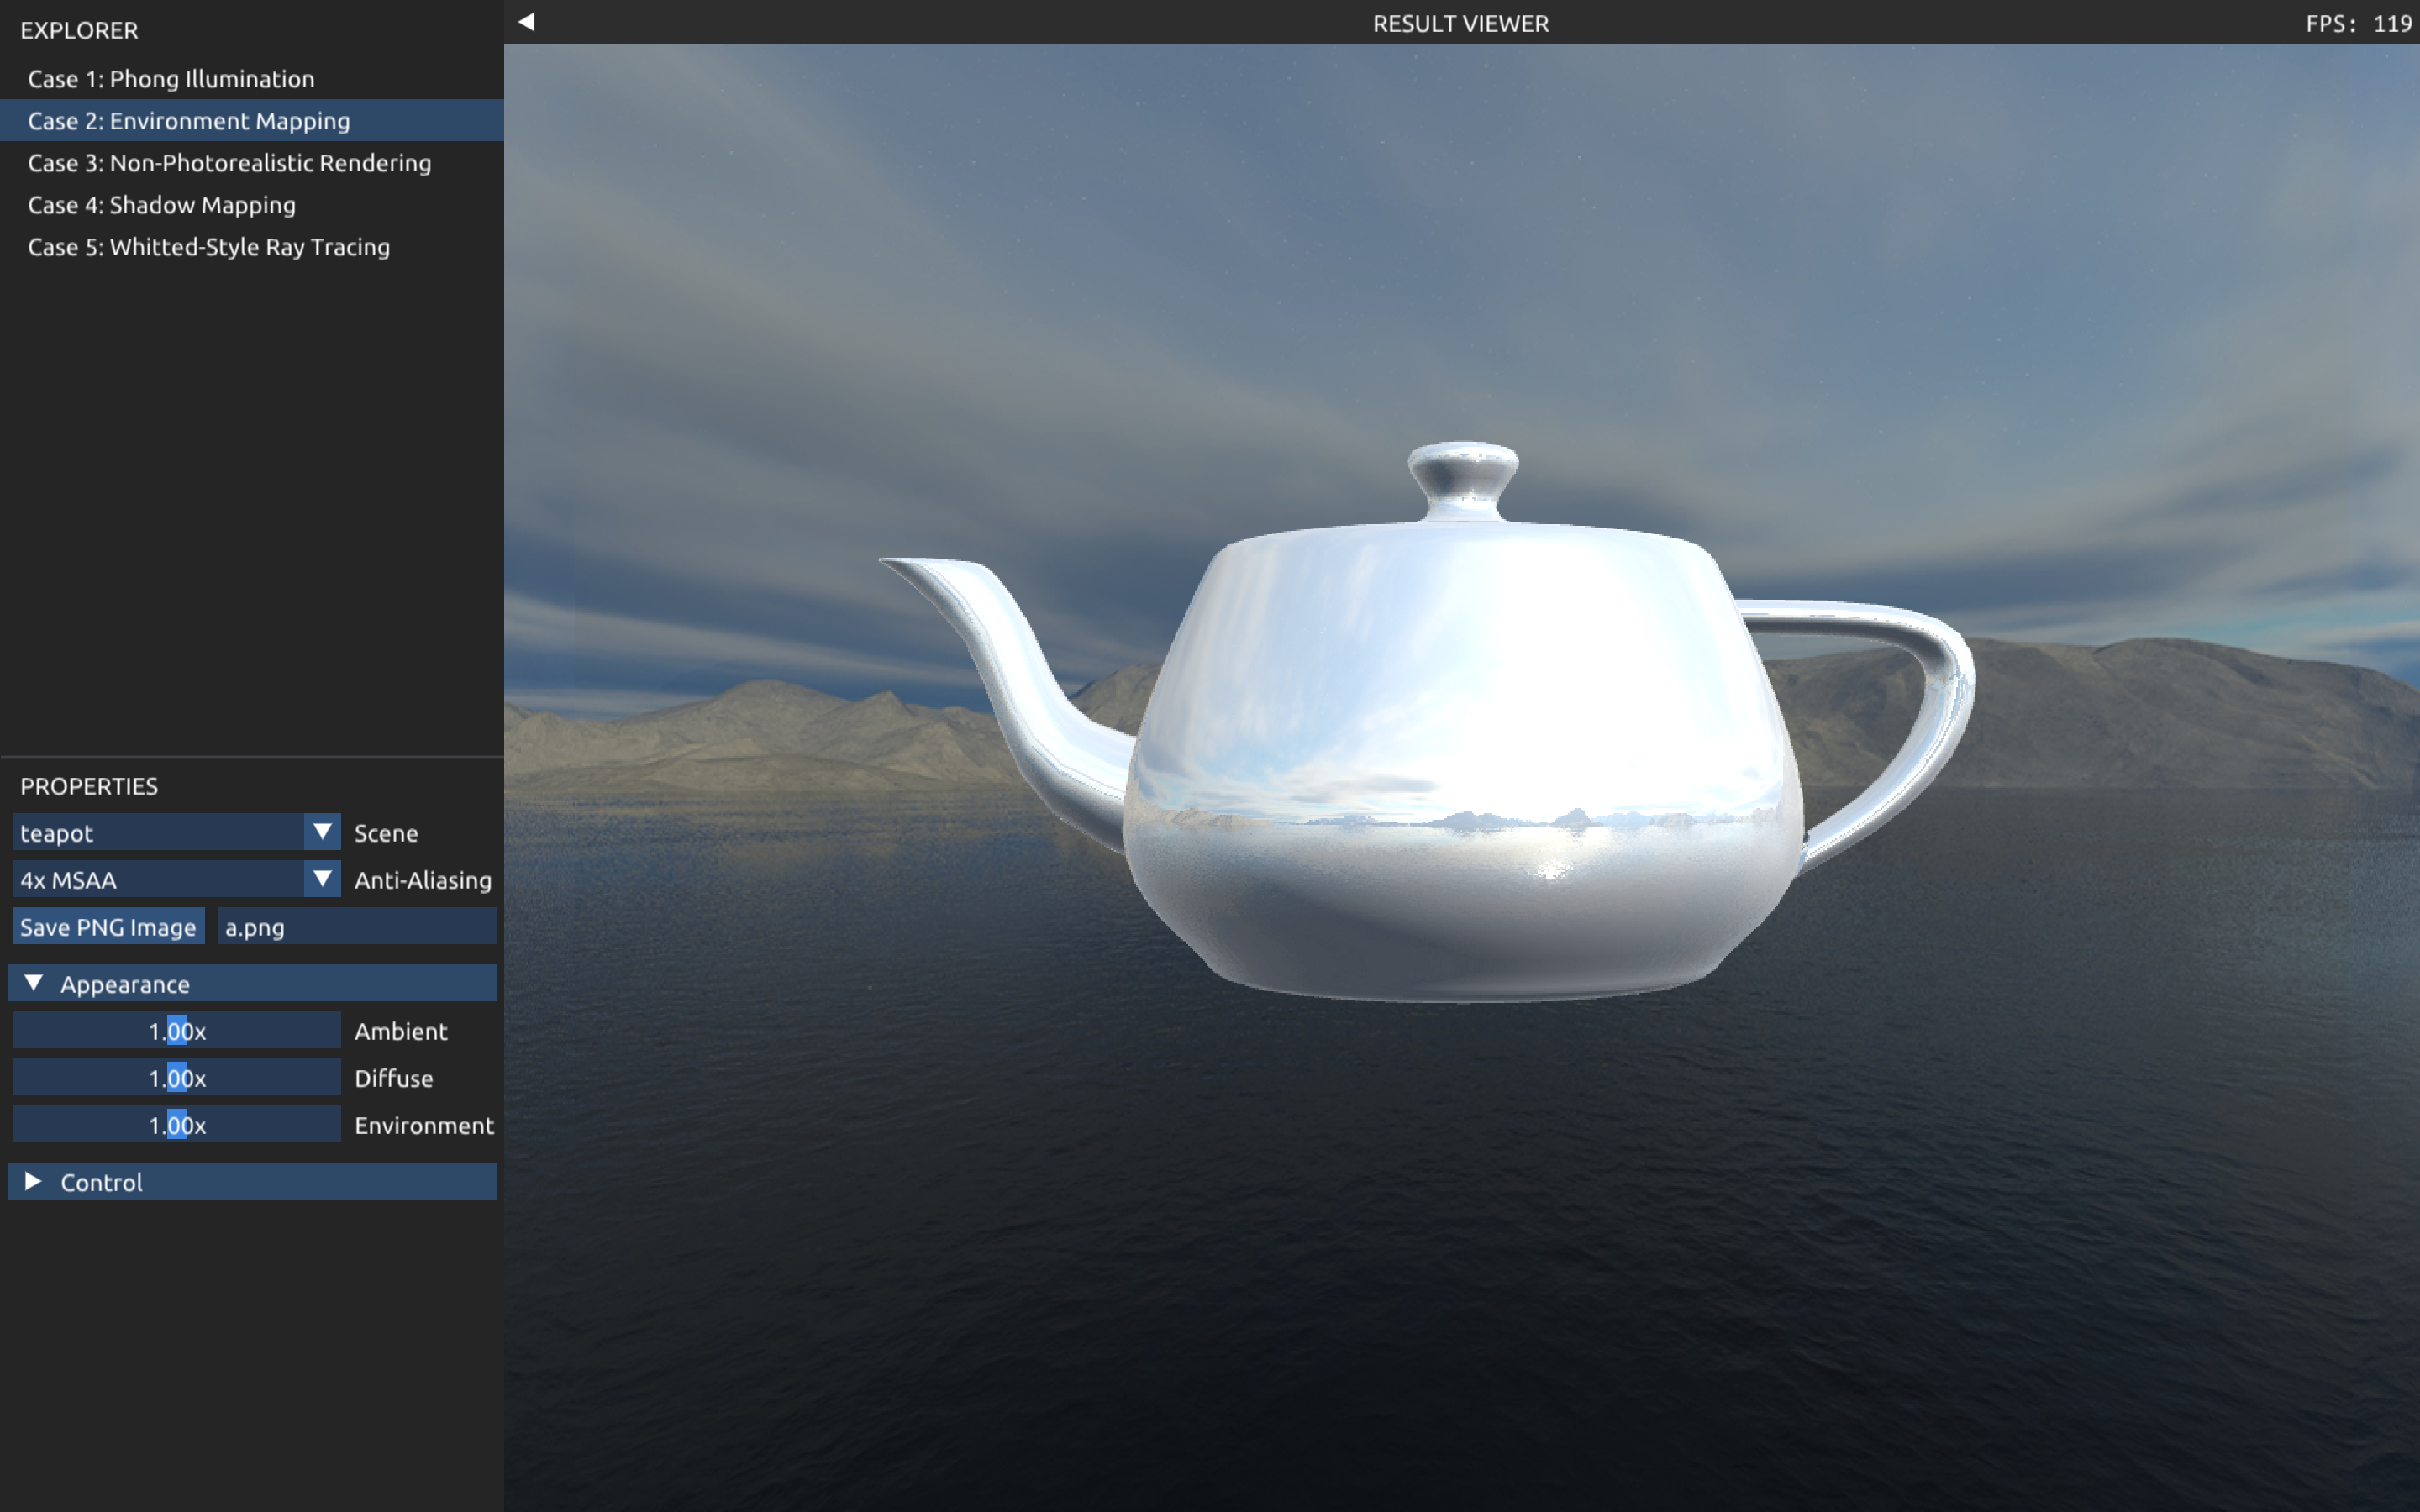 EXPLORER
Case 1: Phong Illumination
Case 2: Environment Mapping
Case 3: Non-Photorealistic Rendering
Case 4: Shadow Mapping
Case 5: Whitted-Style Ray Tracing
PROPERTIES
teapot Scene
4x MSAA Anti-Aliasing
Save PNG Image a.png
Appearance
1.00x Ambient
1.00x Diffuse
1.00x Environment
Control
RESULT VIEWER
FPS: 119